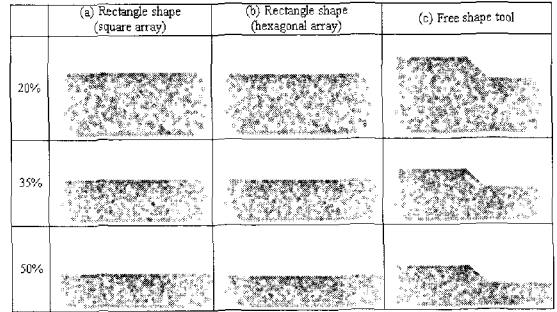 (a) Rectangle shape
(square array)
(b) Rectangle shape
(hexagonal array)
(c) Free shape tool
20%
35%
50%